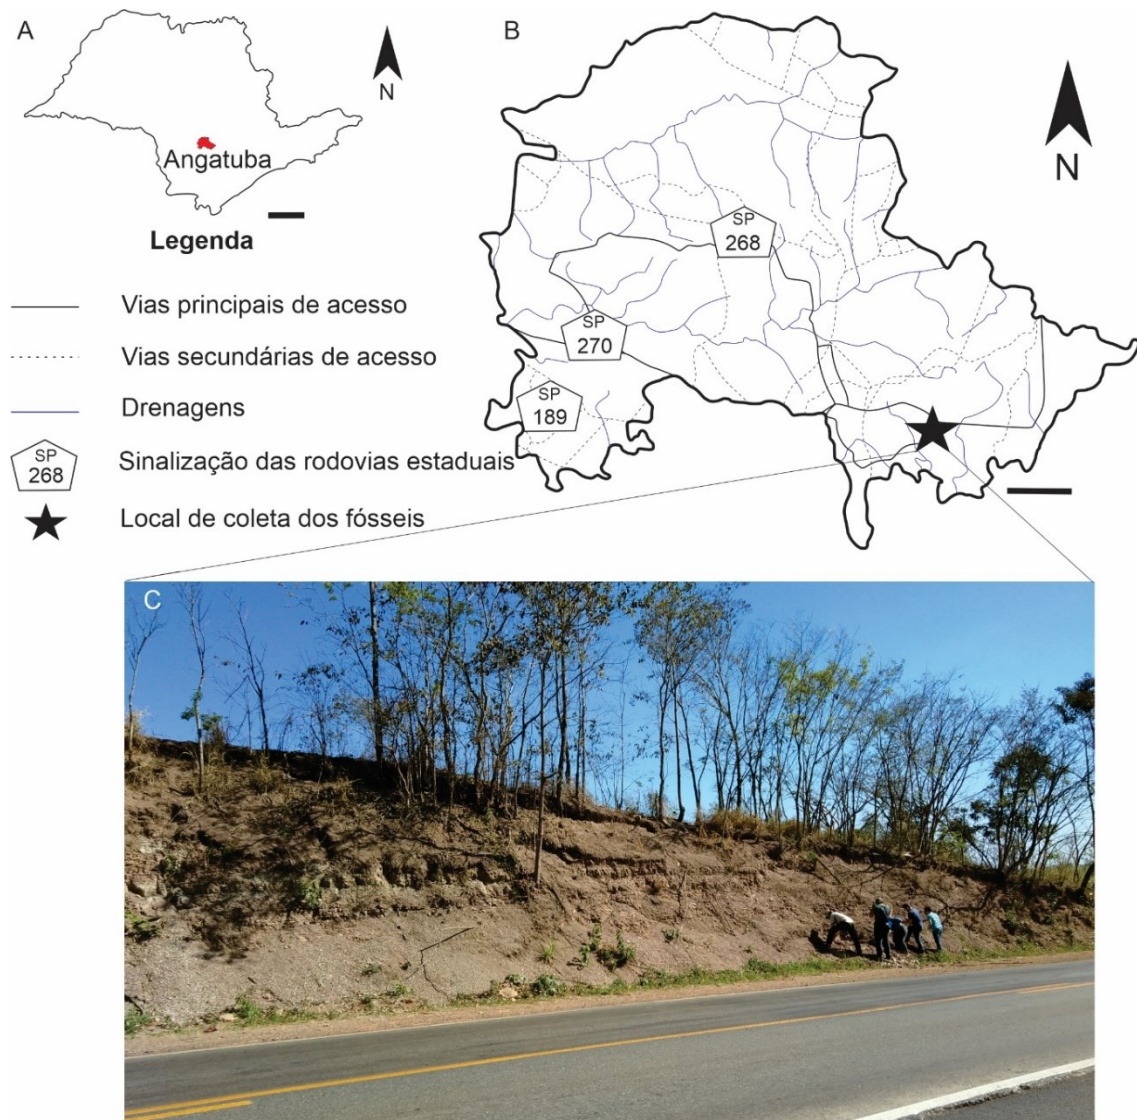 A
N
Angatuba
Legenda
Vias principais de acesso
Vias secundárias de acesso
Drenagens
SP
268
Sinalização das rodovias estaduais
Local de coleta dos fósseis
B
N
SP
268
SP
270
SP
189
C